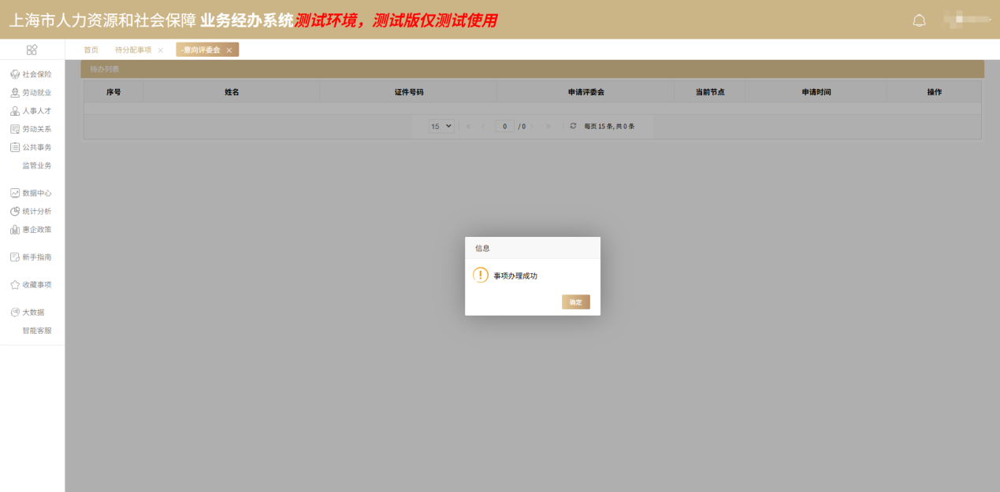 上海市人力资源和社会保障 业务经办系统测试环境，测试版仅测试使用
首页 待分配事项 × -意向评委会 ×
社会保险
劳动就业
人事人才
劳动关系
公共事务
监管业务
数据中心
统计分析
惠企政策
新手指南
收藏事项
大数据
智能客服
待办列表
序号 姓名 证件号码 申请评委会 当前节点 申请时间 操作
15 0 /0 每页 15 条, 共 0 条
信息
事项办理成功
确定